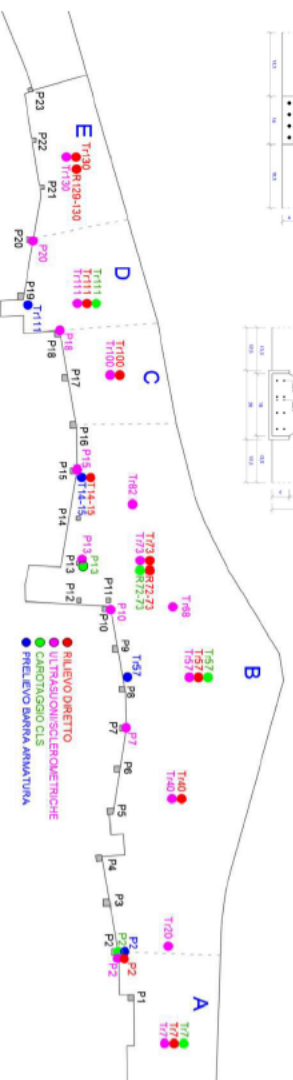 E
D
C
B
A
Tr130
R129-130
Tr130
Tr111
Tr111
Tr111
Tr100
Tr100
Tr82
Tr73
R72-73
Tr73
R72-73
Tr68
Tr57
Tr57
Tr57
Tr40
Tr40
Tr20
Tr7
Tr7
Tr7
P23
P22
P21
P20
P20
P19
Tr111
P18
P18
P17
P16
P15
P15
T14-15
T14-15
P14
P13
P13
P13
P12
P11
P10
P10
P9
Tr57
P8
P7
P7
P6
P5
P4
P3
P2
P2
P2
P2
P2
P1
RILIEVO DIRETTO
ULTRASUONI/SCLEROMETRICHE
CAROTAGGIO CLS
PRELIEVO BARRA ARMATURA